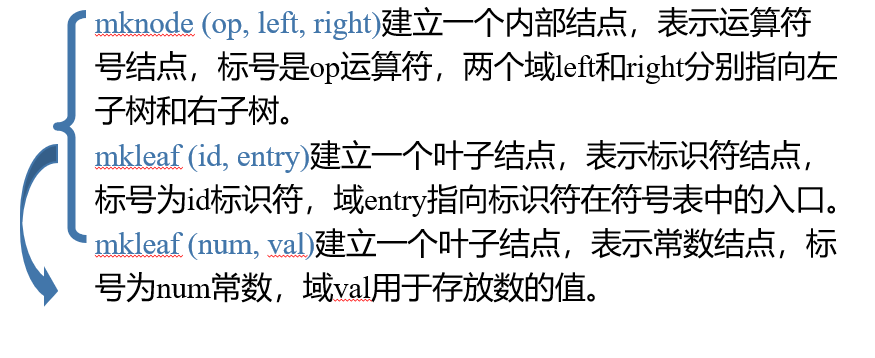 mknode (op, left, right)建立一个内部结点，表示运算符
号结点，标号是op运算符，两个域left和right分别指向左
子树和右子树。
mkleaf (id, entry)建立一个叶子结点，表示标识符结点，
标号为id标识符，域entry指向标识符在符号表中的入口。
mkleaf (num, val)建立一个叶子结点，表示常数结点，标
号为num常数，域val用于存放数的值。